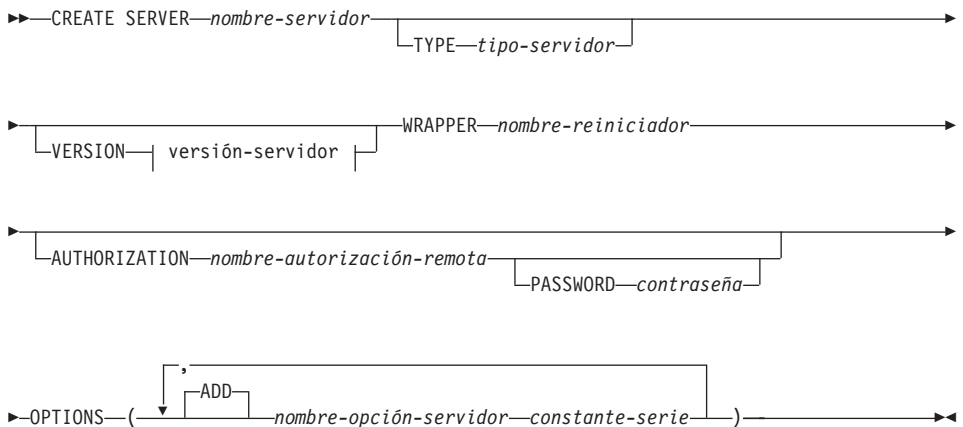 CREATE SERVER nombre-servidor
TYPE tipo-servidor
VERSION versión-servidor WRAPPER nombre-reiniciador
AUTHORIZATION nombre-autorización-remota
PASSWORD contraseña
,
ADD
OPTIONS ( nombre-opción-servidor constante-serie )